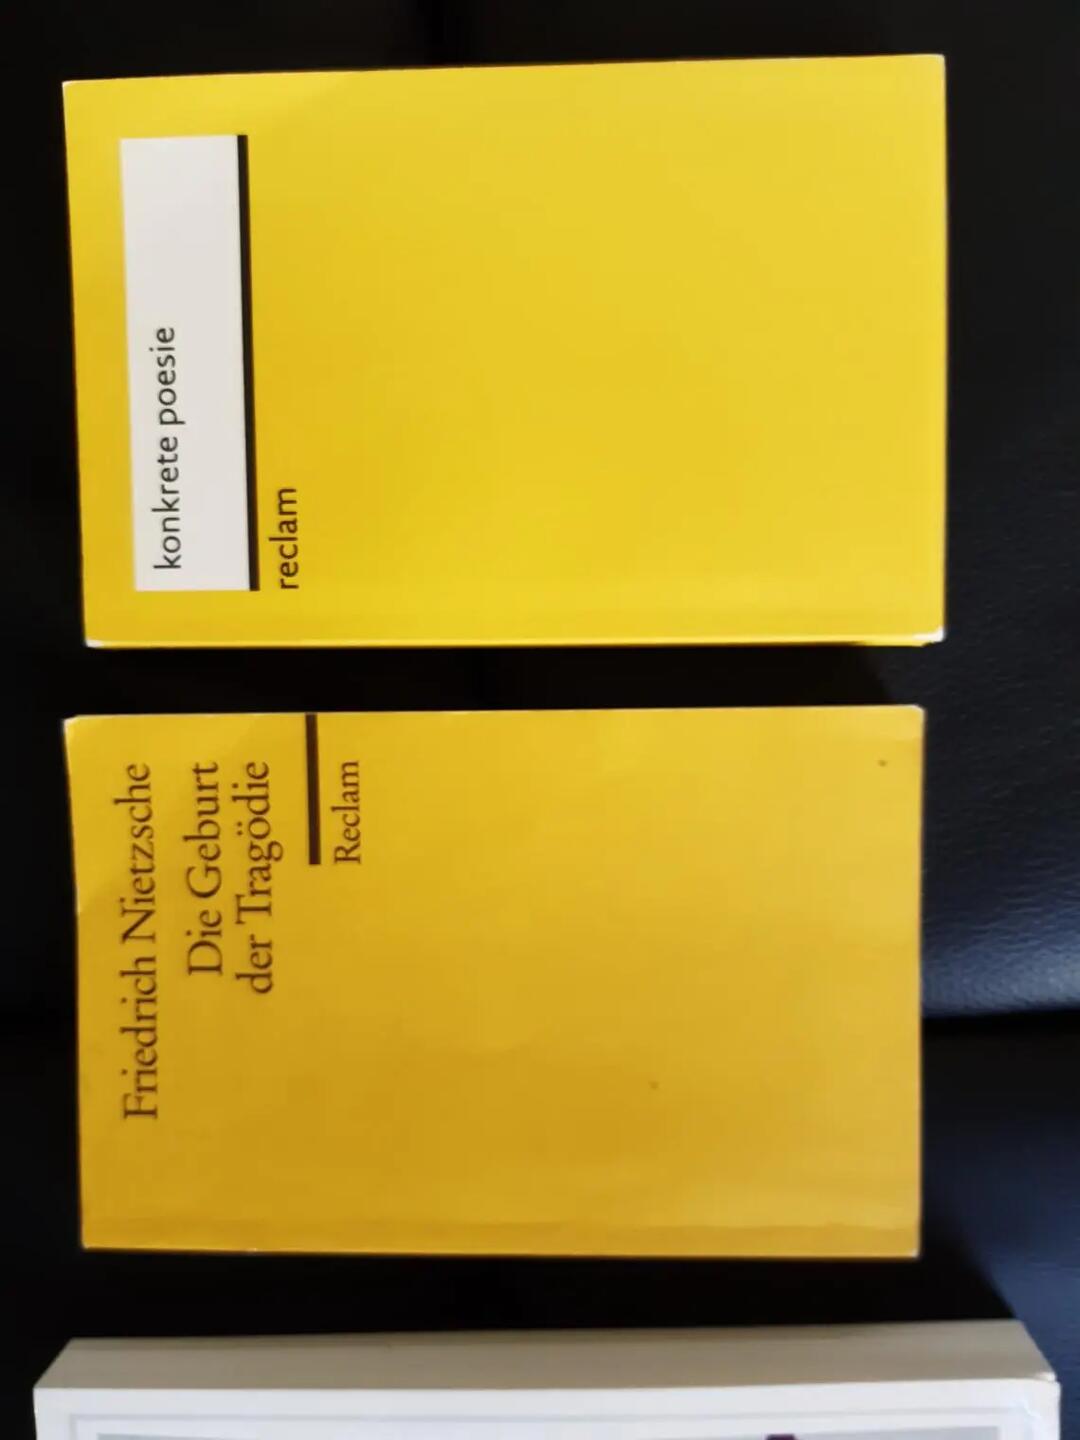 konkrete poesie
reclam
Friedrich Nietzsche
Die Geburt
der Tragödie
Reclam